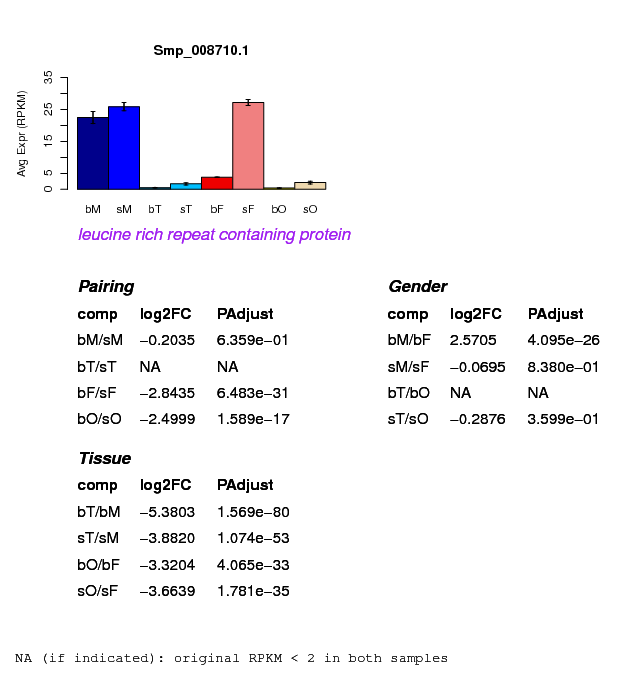 Smp_008710.1
Avg Expr (RPKM)
0 5 15 25 35
bM sM bT sT bF sF bO sO
leucine rich repeat containing protein
Pairing
comp log2FC PAdjust
bM/sM −0.2035 6.359e−01
bT/sT NA NA
bF/sF −2.8435 6.483e−31
bO/sO −2.4999 1.589e−17
Gender
comp log2FC PAdjust
bM/bF 2.5705 4.095e−26
sM/sF −0.0695 8.380e−01
bT/bO NA NA
sT/sO −0.2876 3.599e−01
Tissue
comp log2FC PAdjust
bT/bM −5.3803 1.569e−80
sT/sM −3.8820 1.074e−53
bO/bF −3.3204 4.065e−33
sO/sF −3.6639 1.781e−35
NA (if indicated): original RPKM < 2 in both samples